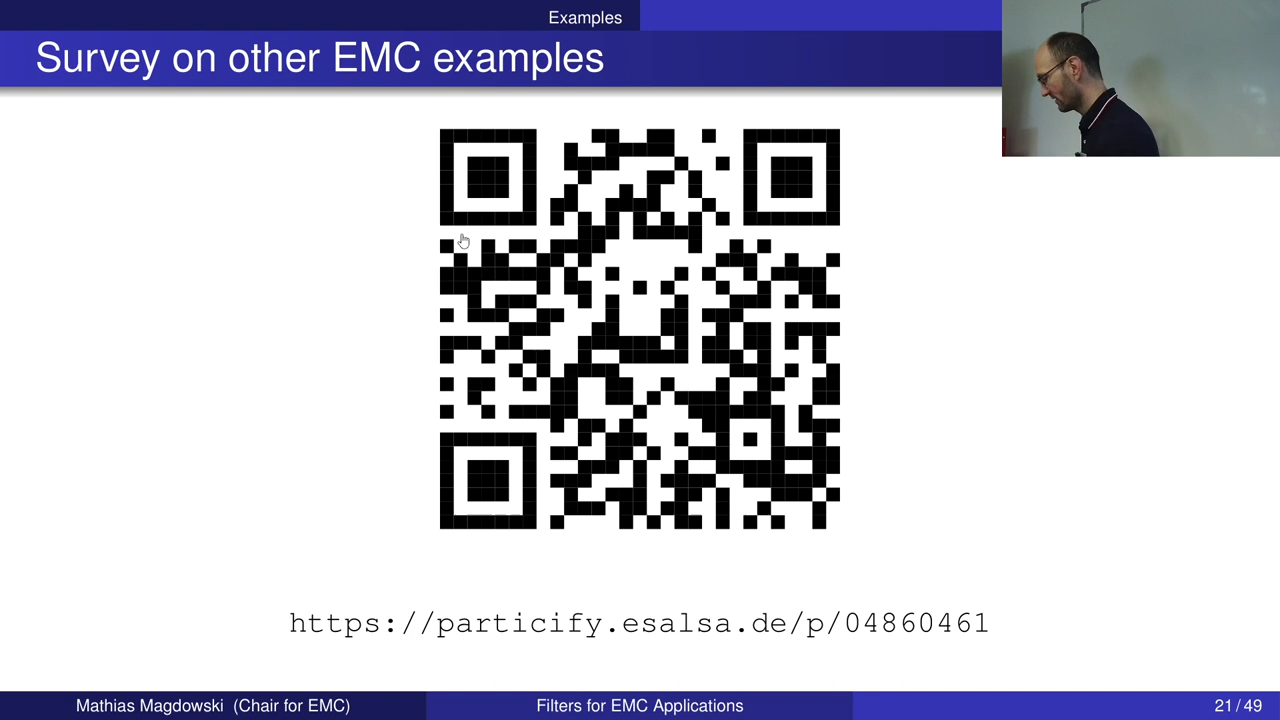 Examples
Survey on other EMC examples
https://particify.esalsa.de/p/04860461
Mathias Magdowski (Chair for EMC)
Filters for EMC Applications
21 / 49